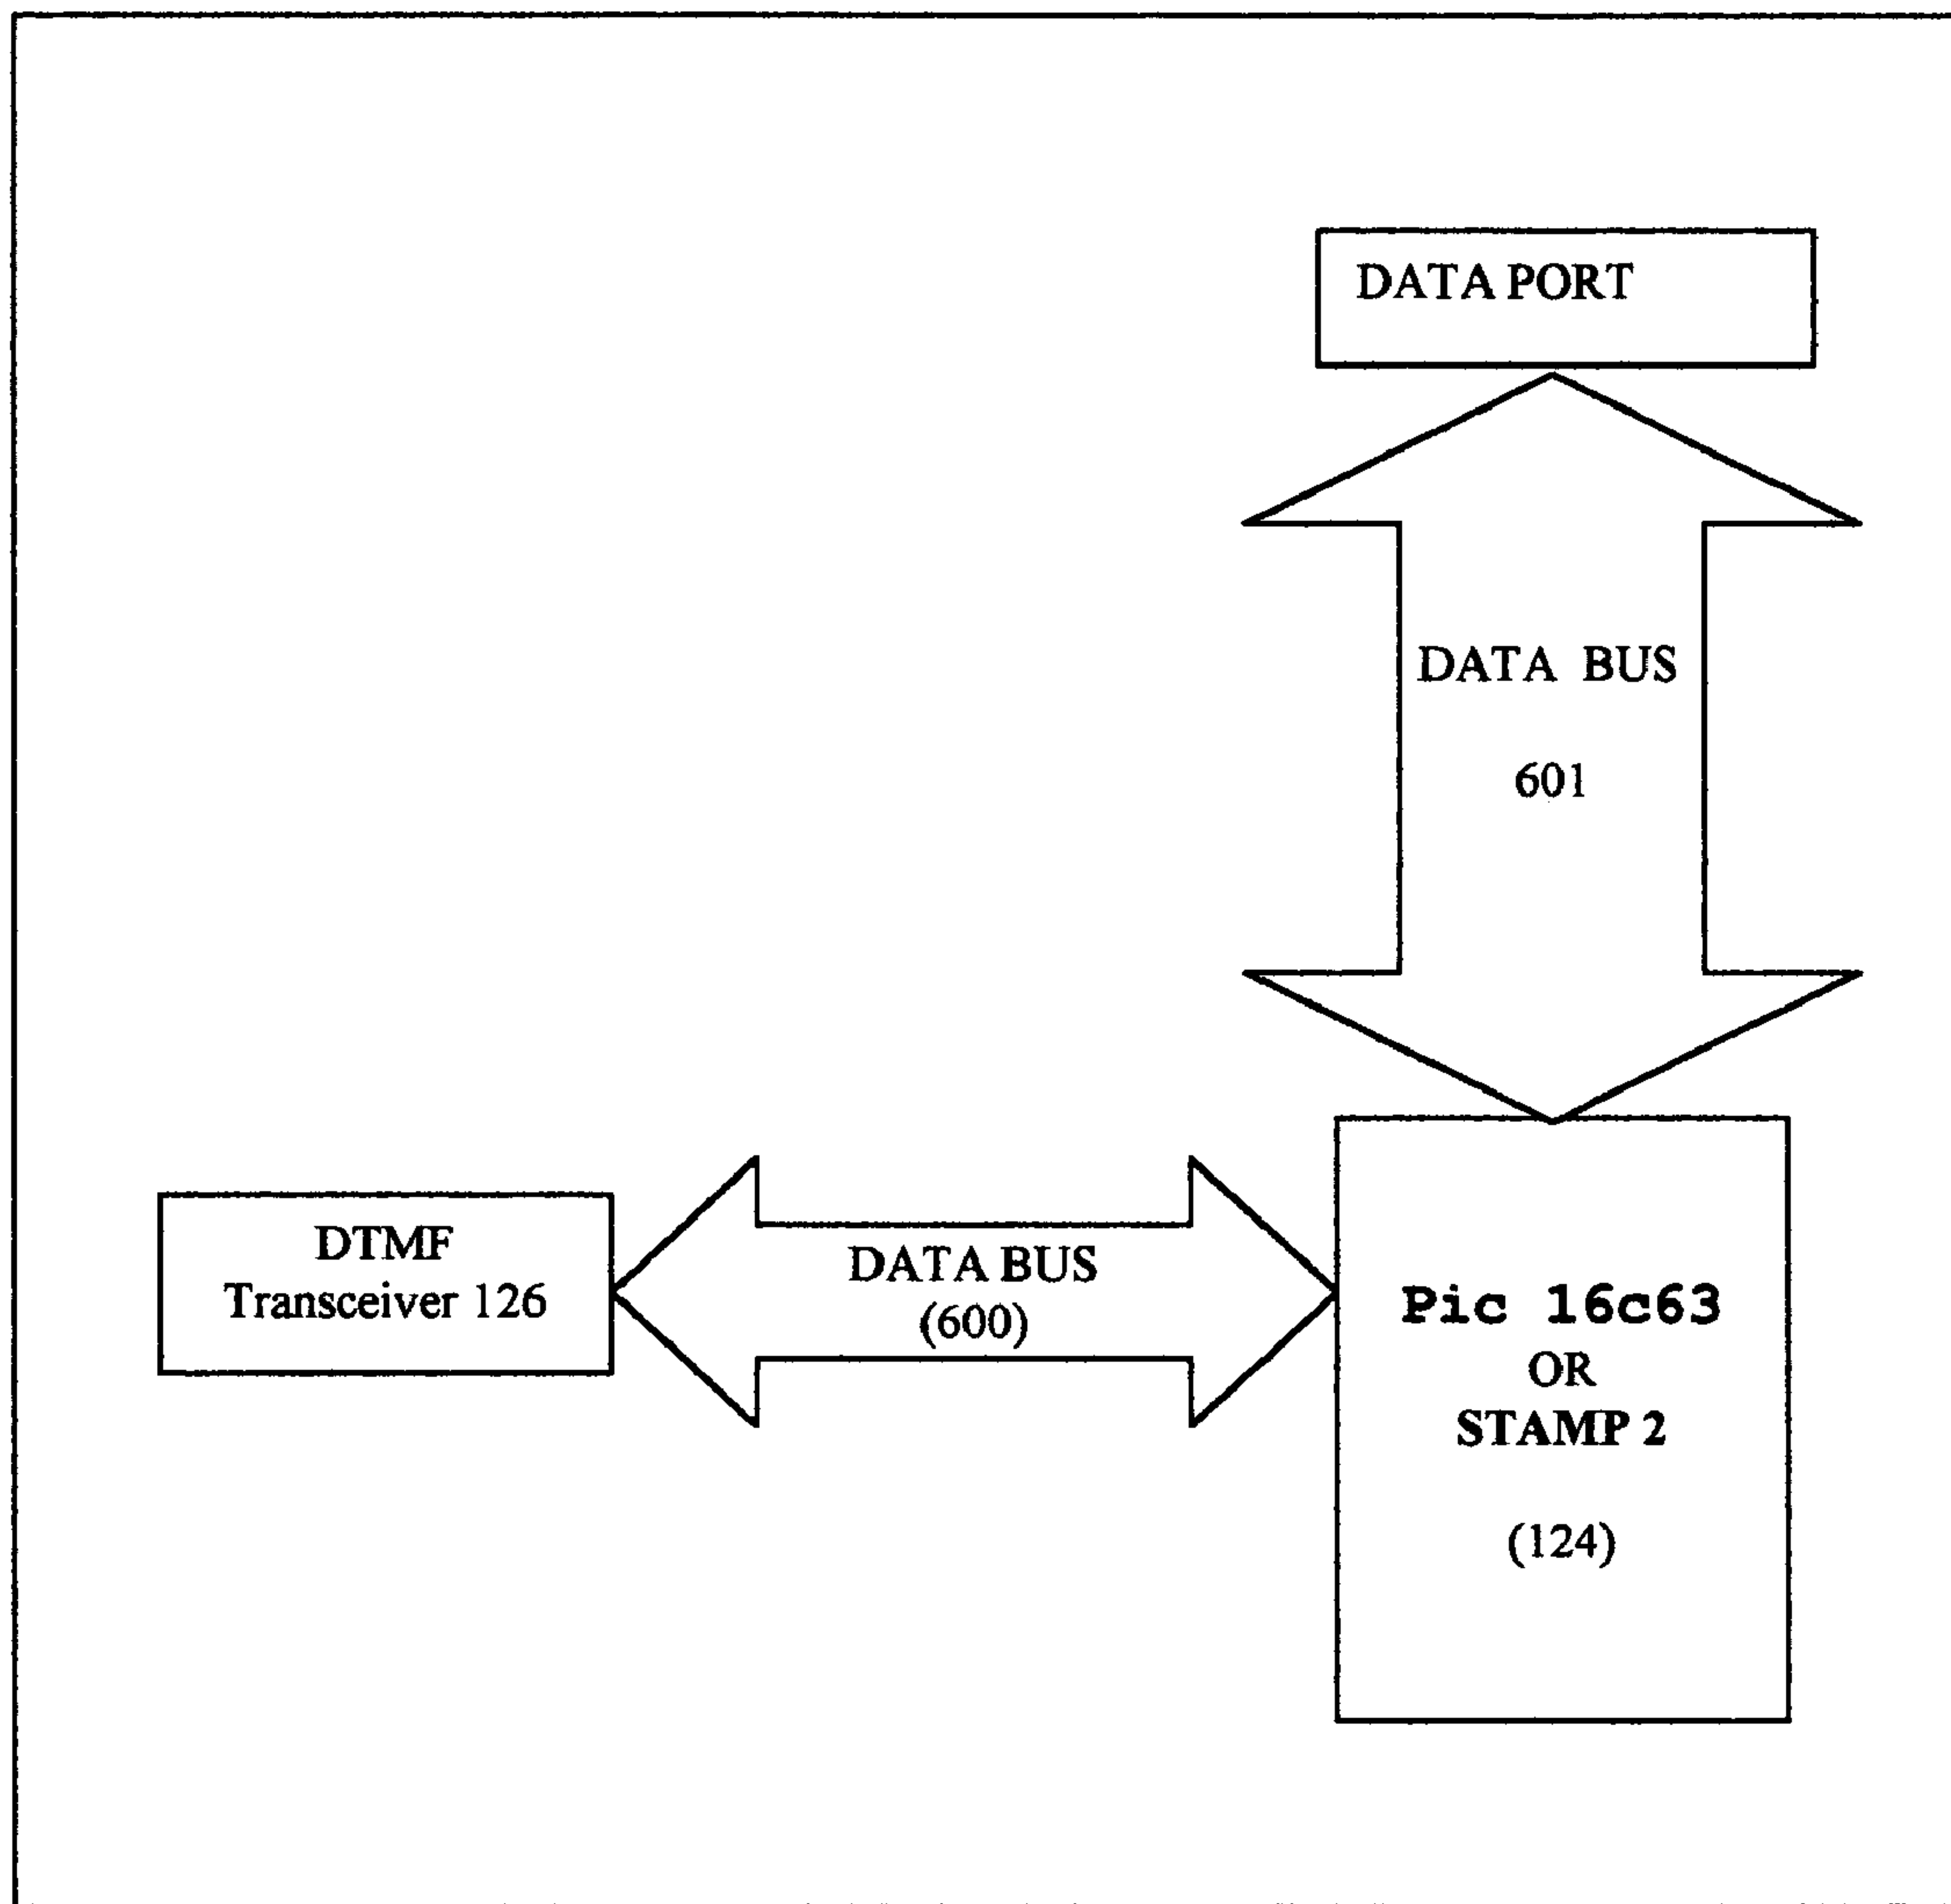 DATA PORT
DATA BUS
601
DTMF
Transceiver 126
DATA BUS
(600)
Pic 16c63
OR
STAMP 2
(124)